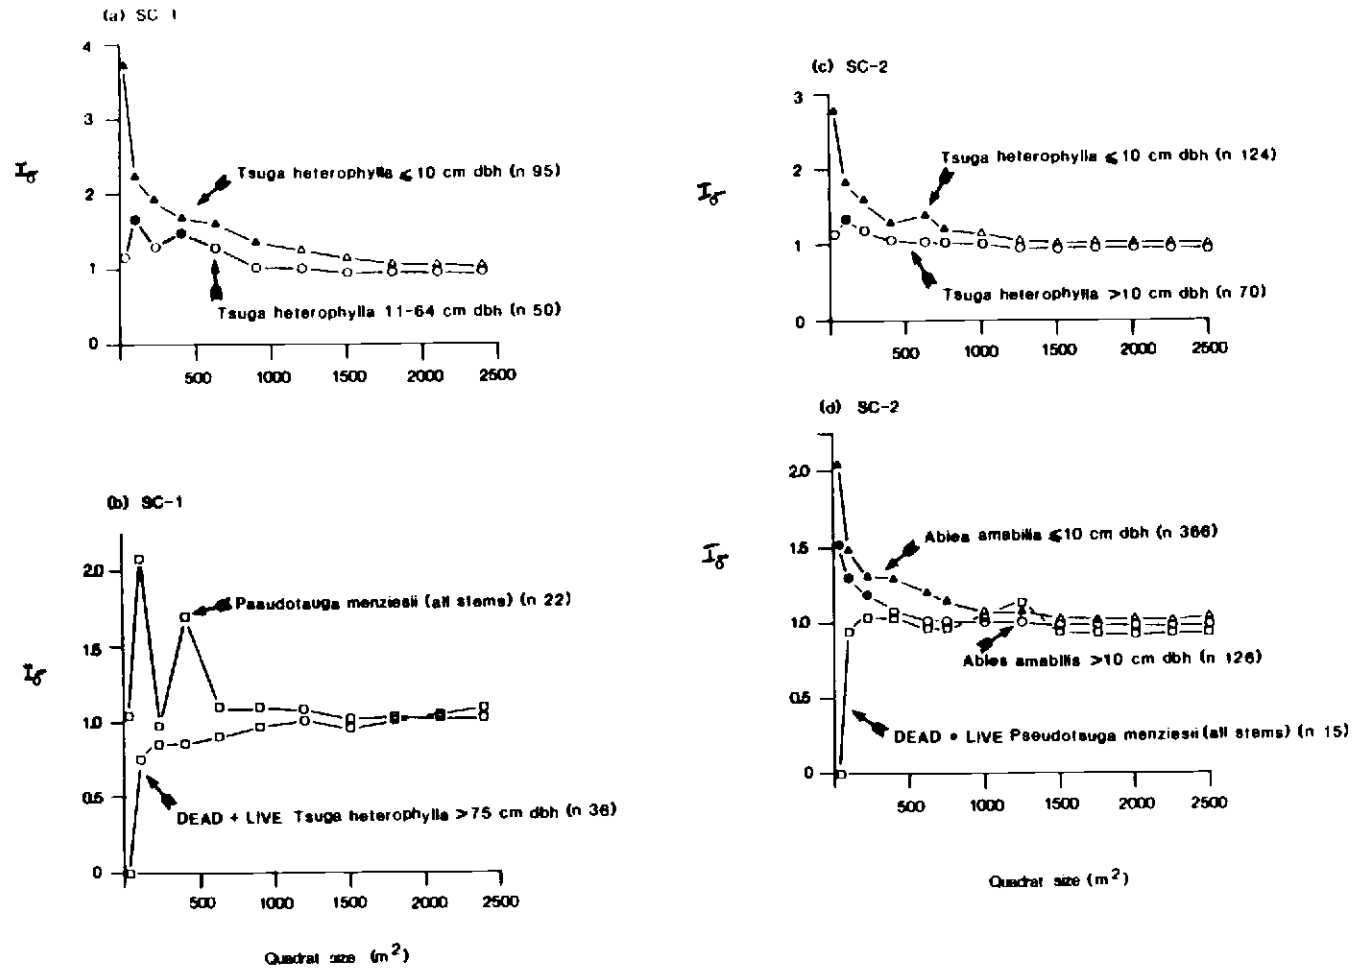 (a) SC-1
I_δ
4
3
2
1
0
500 1000 1500 2000 2500
Tsuga heterophylla ⩽10 cm dbh (n 95)
Tsuga heterophylla 11-64 cm dbh (n 50)
(b) SC-1
I_δ
2.0
1.5
1.0
0.5
0
500 1000 1500 2000 2500
Pseudotsuga menziesii (all stems) (n 22)
DEAD + LIVE Tsuga heterophylla >75 cm dbh (n 36)
Quadrat size (m²)
(c) SC-2
I_δ
3
2
1
0
500 1000 1500 2000 2500
Tsuga heterophylla ⩽10 cm dbh (n 124)
Tsuga heterophylla >10 cm dbh (n 70)
(d) SC-2
I_δ
2.0
1.5
1.0
0.5
0
500 1000 1500 2000 2500
Abies amabilis ⩽10 cm dbh (n 366)
Abies amabilis >10 cm dbh (n 126)
DEAD + LIVE Pseudotsuga menziesii (all stems) (n 15)
Quadrat size (m²)